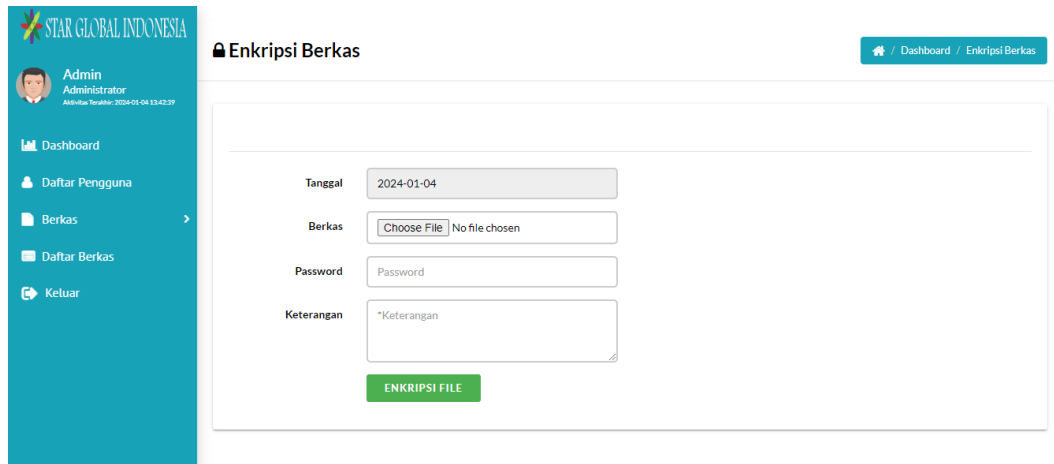 STAR GLOBAL INDONESIA
Admin
Administrator
Aktivitas Terakhir: 2024-01-04 13:42:39
Dashboard
Daftar Pengguna
Berkas
Daftar Berkas
Keluar
Enkripsi Berkas
/ Dashboard / Enkripsi Berkas
Tanggal 2024-01-04
Berkas Choose File No file chosen
Password Password
Keterangan *Keterangan
ENKRIPSI FILE